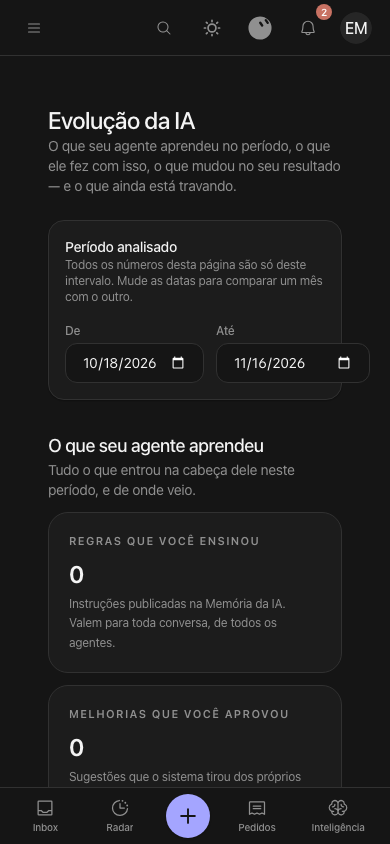 2
EM
Evolução da IA
O que seu agente aprendeu no período, o que
ele fez com isso, o que mudou no seu resultado
— e o que ainda está travando.
Período analisado
Todos os números desta página são só deste
intervalo. Mude as datas para comparar um mês
com o outro.
De
Até
10/18/2026
11/16/2026
O que seu agente aprendeu
Tudo o que entrou na cabeça dele neste
período, e de onde veio.
REGRAS QUE VOCÊ ENSINOU
0
Instruções publicadas na Memória da IA.
Valem para toda conversa, de todos os
agentes.
MELHORIAS QUE VOCÊ APROVOU
0
Sugestões que o sistema tirou dos próprios
Inbox
Radar
Pedidos
Inteligência